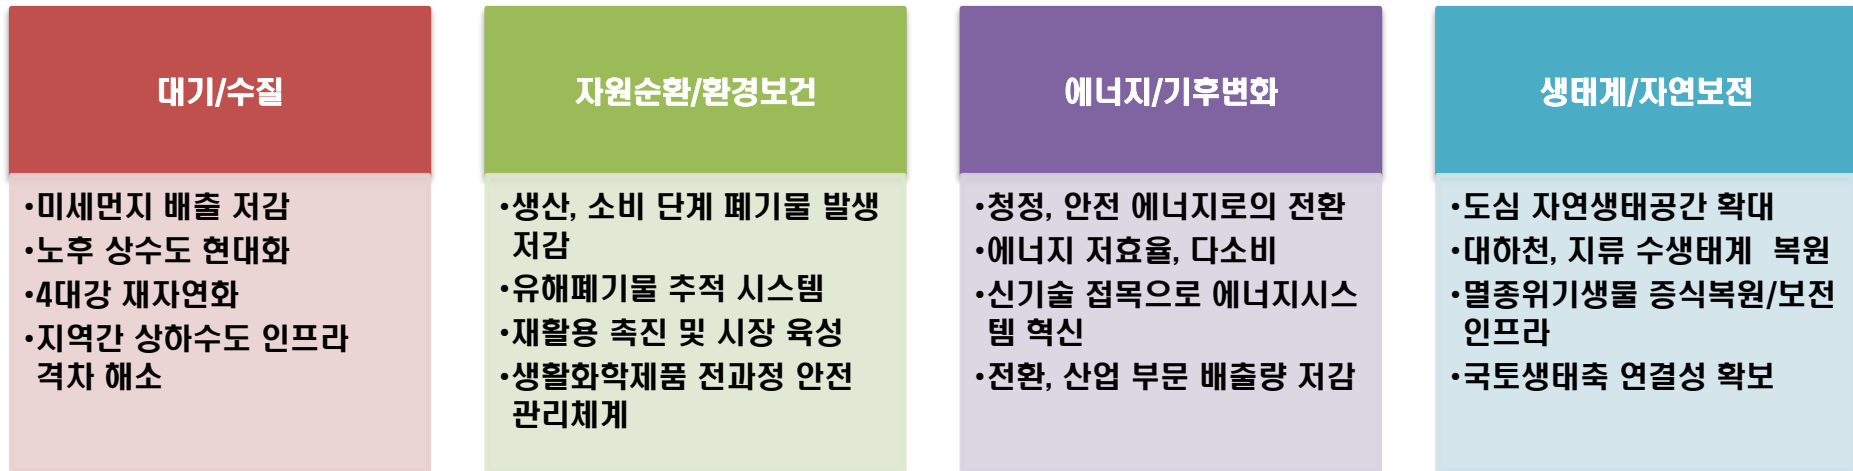 대기/수질
•미세먼지 배출 저감
•노후 상수도 현대화
•4대강 재자연화
•지역간 상하수도 인프라
격차 해소
자원순환/환경보건
•생산, 소비 단계 폐기물 발생
저감
•유해폐기물 추적 시스템
•재활용 촉진 및 시장 육성
•생활화학제품 전과정 안전
관리체계
에너지/기후변화
•청정, 안전 에너지로의 전환
•에너지 저효율, 다소비
•신기술 접목으로 에너지시스
템 혁신
•전환, 산업 부문 배출량 저감
생태계/자연보전
•도심 자연생태공간 확대
•대하천, 지류 수생태계  복원
•멸종위기생물 증식복원/보전
인프라
•국토생태축 연결성 확보